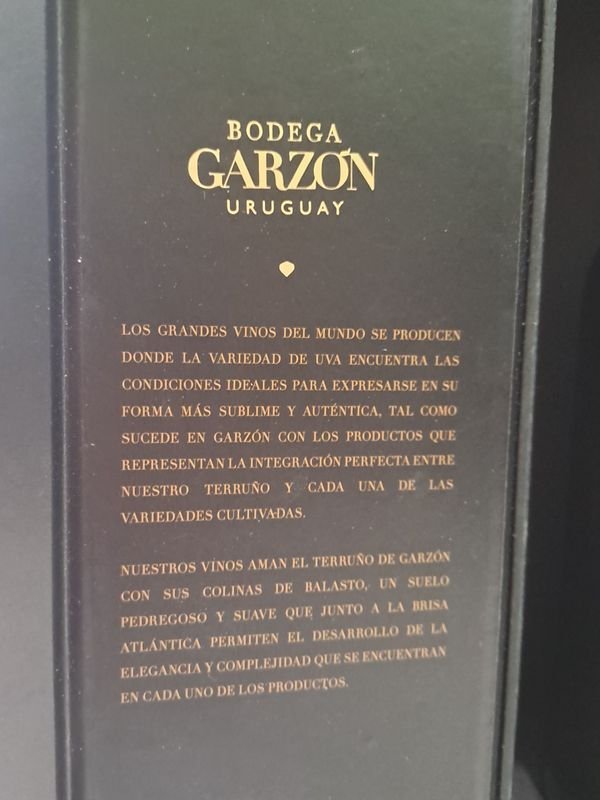 BODEGA
GARZÓN
URUGUAY
LOS GRANDES VINOS DEL MUNDO SE PRODUCEN
DONDE LA VARIEDAD DE UVA ENCUENTRA LAS
CONDICIONES IDEALES PARA EXPRESARSE EN SU
FORMA MÁS SUBLIME Y AUTÉNTICA, TAL COMO
SUCEDE EN GARZÓN CON LOS PRODUCTOS QUE
REPRESENTAN LA INTEGRACIÓN PERFECTA ENTRE
NUESTRO TERRUÑO Y CADA UNA DE LAS
VARIEDADES CULTIVADAS.
NUESTROS VINOS AMAN EL TERRUÑO DE GARZÓN
CON SUS COLINAS DE BALASTO, UN SUELO
PEDREGOSO Y SUAVE QUE JUNTO A LA BRISA
ATLÁNTICA PERMITEN EL DESARROLLO DE LA
ELEGANCIA Y COMPLEJIDAD QUE SE ENCUENTRAN
EN CADA UNO DE LOS PRODUCTOS.